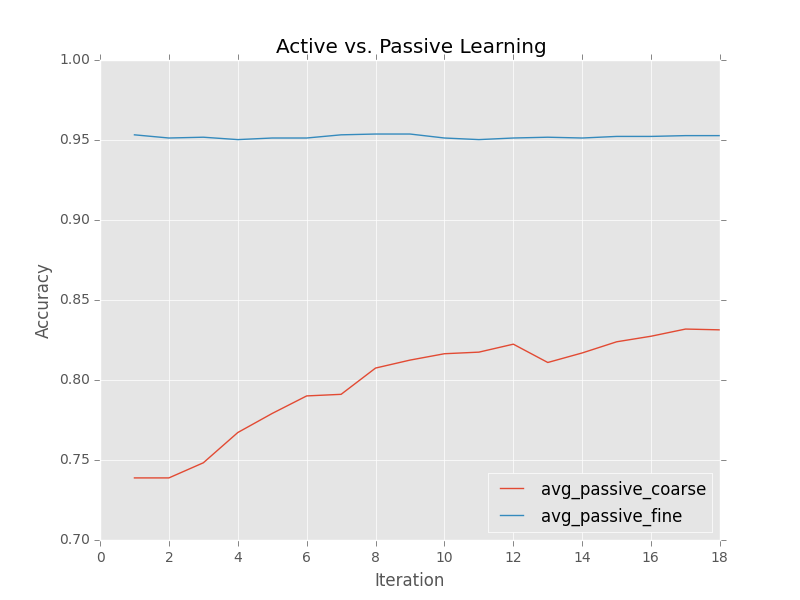 Active vs. Passive Learning
1.00
0.95
0.90
0.85
0.80
0.75
0.70
Accuracy
avg_passive_coarse
avg_passive_fine
0 2 4 6 8 10 12 14 16 18
Iteration